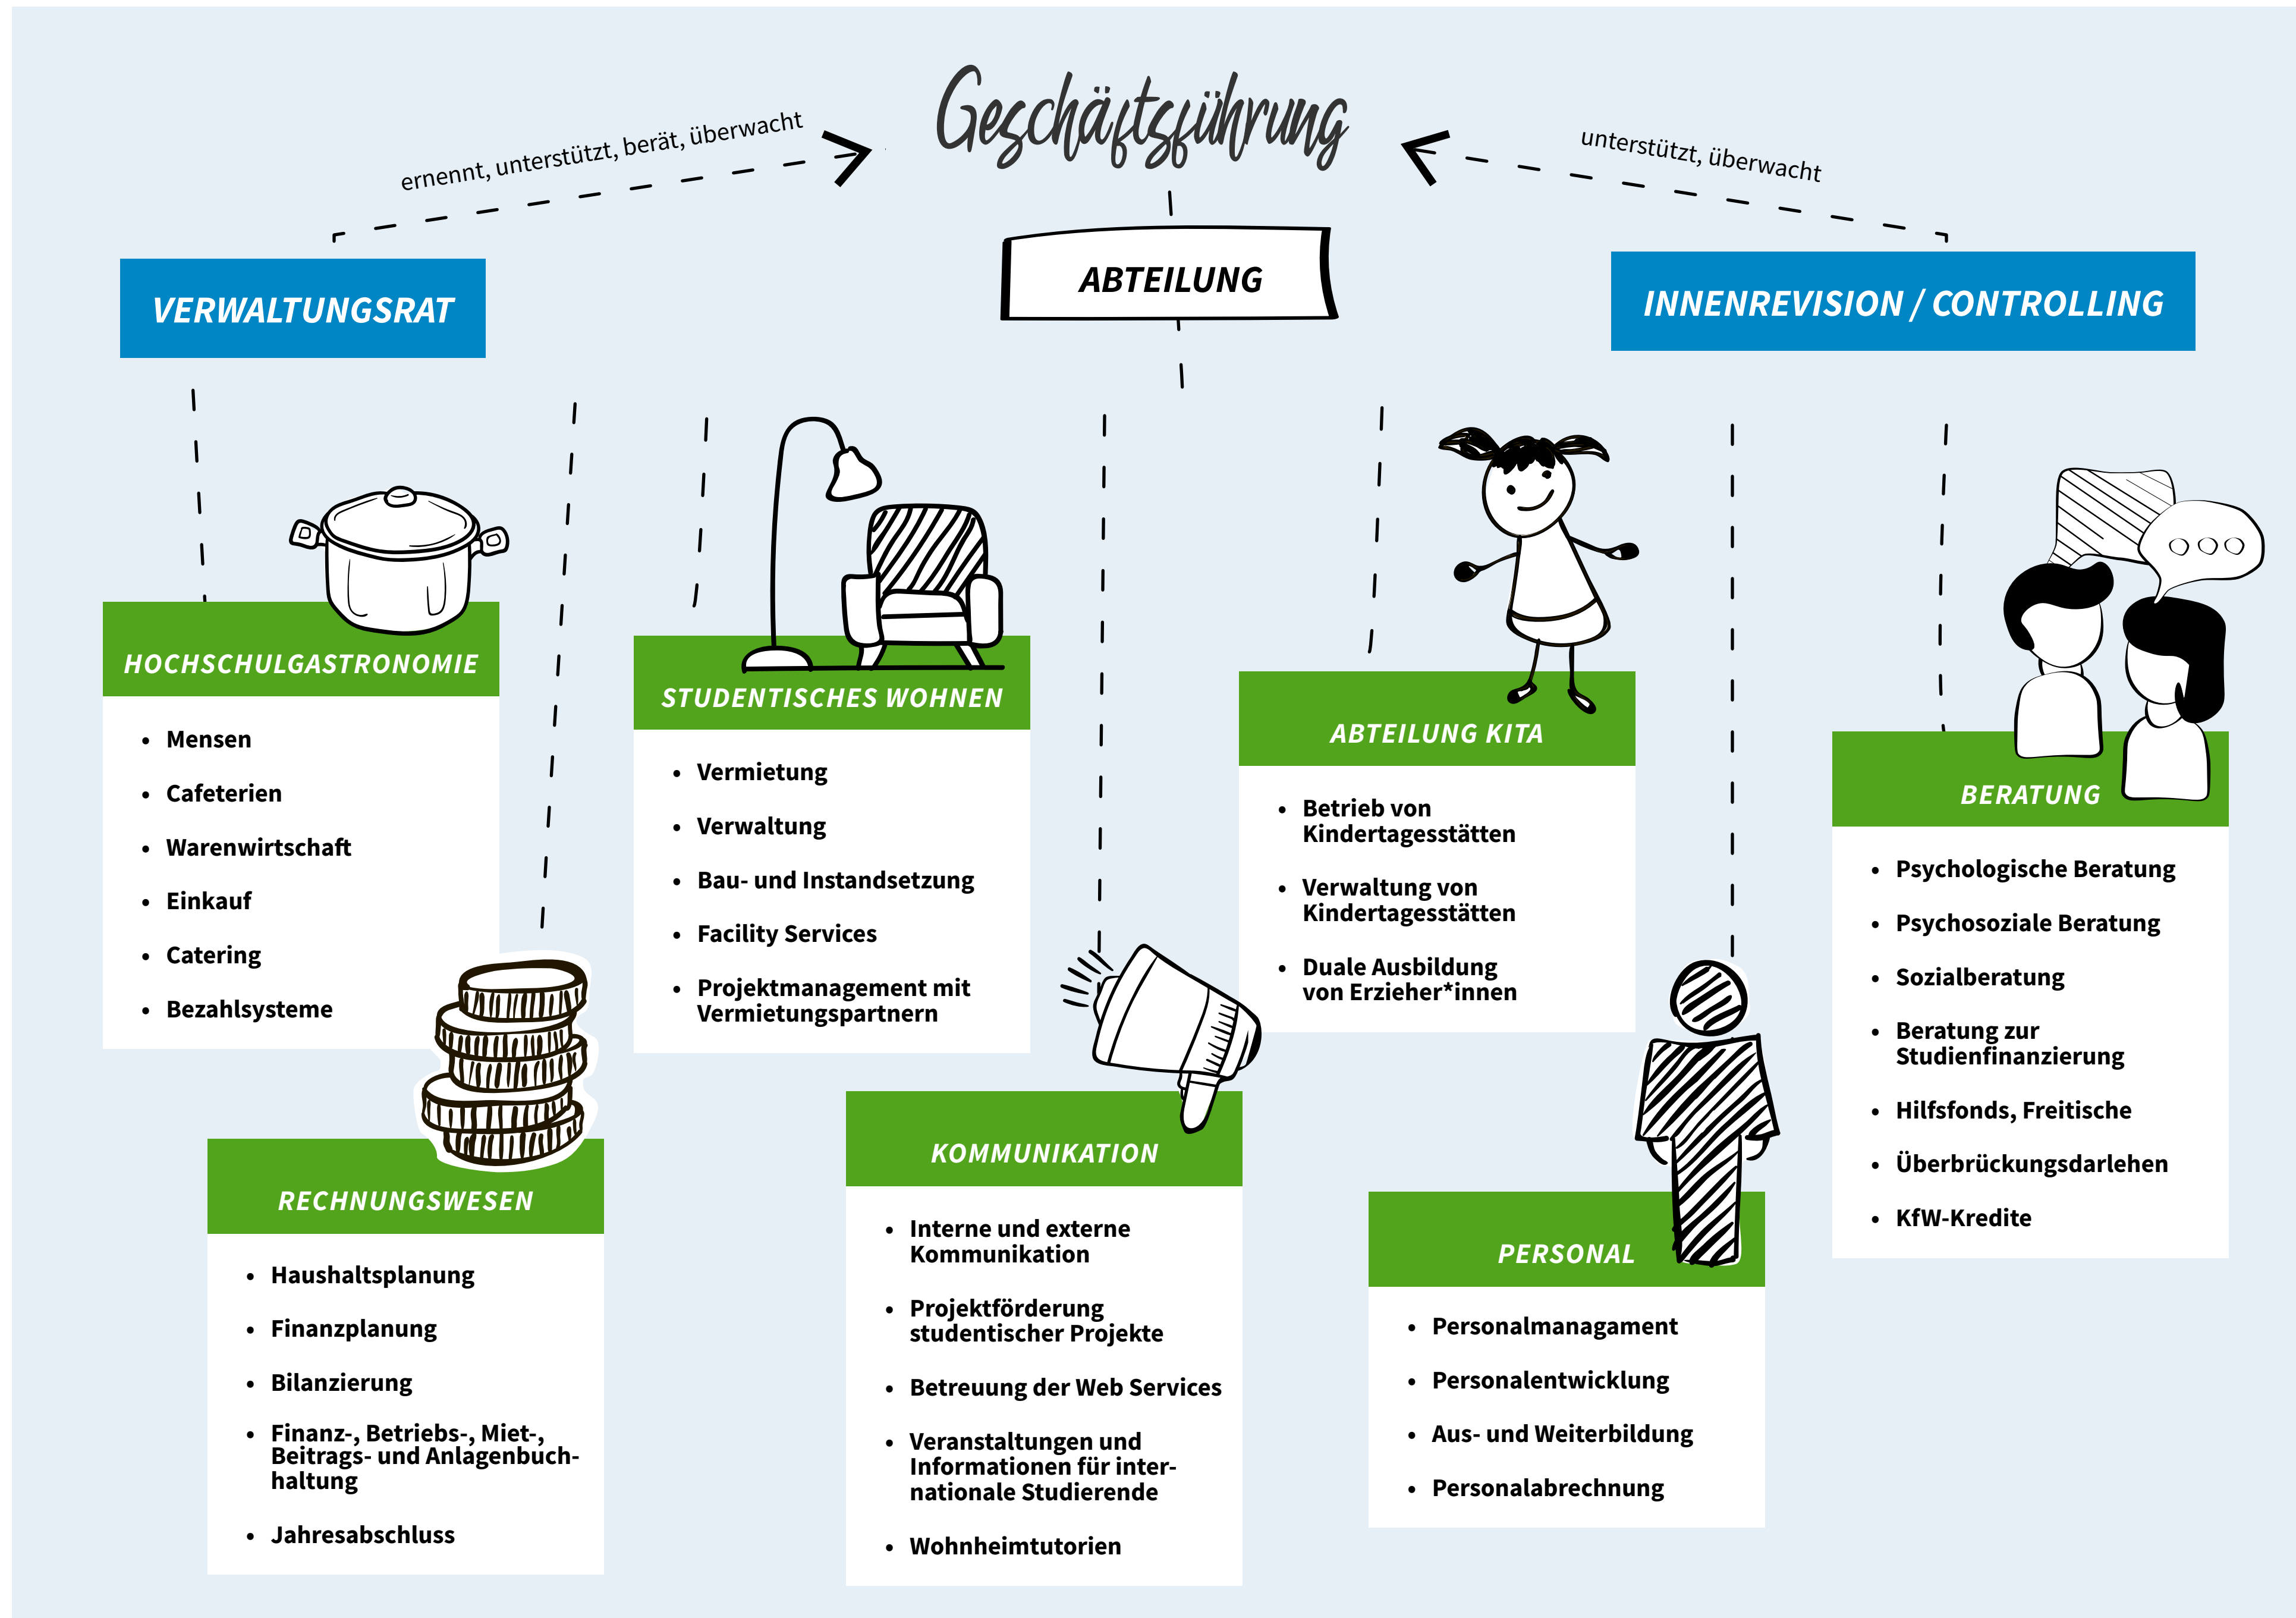 Geschäftsführung
ernennt, unterstützt, berät, überwacht
unterstützt, überwacht
ABTEILUNG
VERWALTUNGSRAT
INNENREVISION / CONTROLLING
HOCHSCHULGASTRONOMIE
• Mensen
• Cafeterien
• Warenwirtschaft
• Einkauf
• Catering
• Bezahlsysteme
STUDENTISCHES WOHNEN
• Vermietung
• Verwaltung
• Bau- und Instandsetzung
• Facility Services
• Projektmanagement mit
Vermietungspartnern
ABTEILUNG KITA
• Betrieb von
Kindertagesstätten
• Verwaltung von
Kindertagesstätten
• Duale Ausbildung
von Erzieher*innen
BERATUNG
• Psychologische Beratung
• Psychosoziale Beratung
• Sozialberatung
• Beratung zur
Studienfinanzierung
• Hilfsfonds, Freitische
• Überbrückungsdarlehen
• KfW-Kredite
RECHNUNGSWESEN
• Haushaltsplanung
• Finanzplanung
• Bilanzierung
• Finanz-, Betriebs-, Miet-,
Beitrags- und Anlagenbuch-
haltung
• Jahresabschluss
KOMMUNIKATION
• Interne und externe
Kommunikation
• Projektförderung
studentischer Projekte
• Betreuung der Web Services
• Veranstaltungen und
Informationen für inter-
nationale Studierende
• Wohnheimtutorien
PERSONAL
• Personalmanagament
• Personalentwicklung
• Aus- und Weiterbildung
• Personalabrechnung